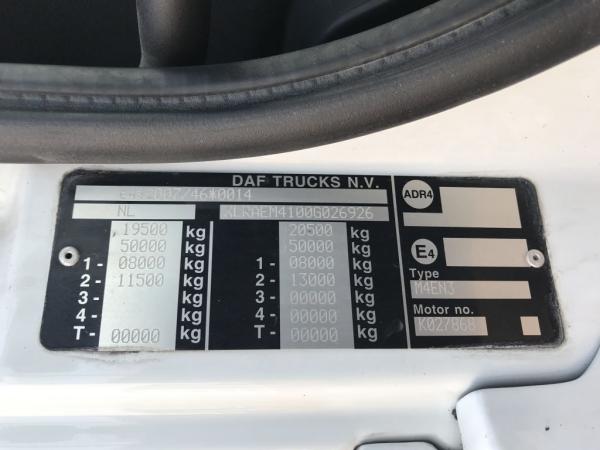 DAF TRUCKS N.V.
NL
19500 kg 20500 kg
50000 kg 50000 kg
1- 08000 kg 1- 08000 kg
2- 11500 kg 2- 13000 kg
3- kg 3- 00000 kg
4- kg 4- 00000 kg
T- 00000 kg T- 00000 kg
ADR4
E4
Type
M4EN3
Motor no.
K027868